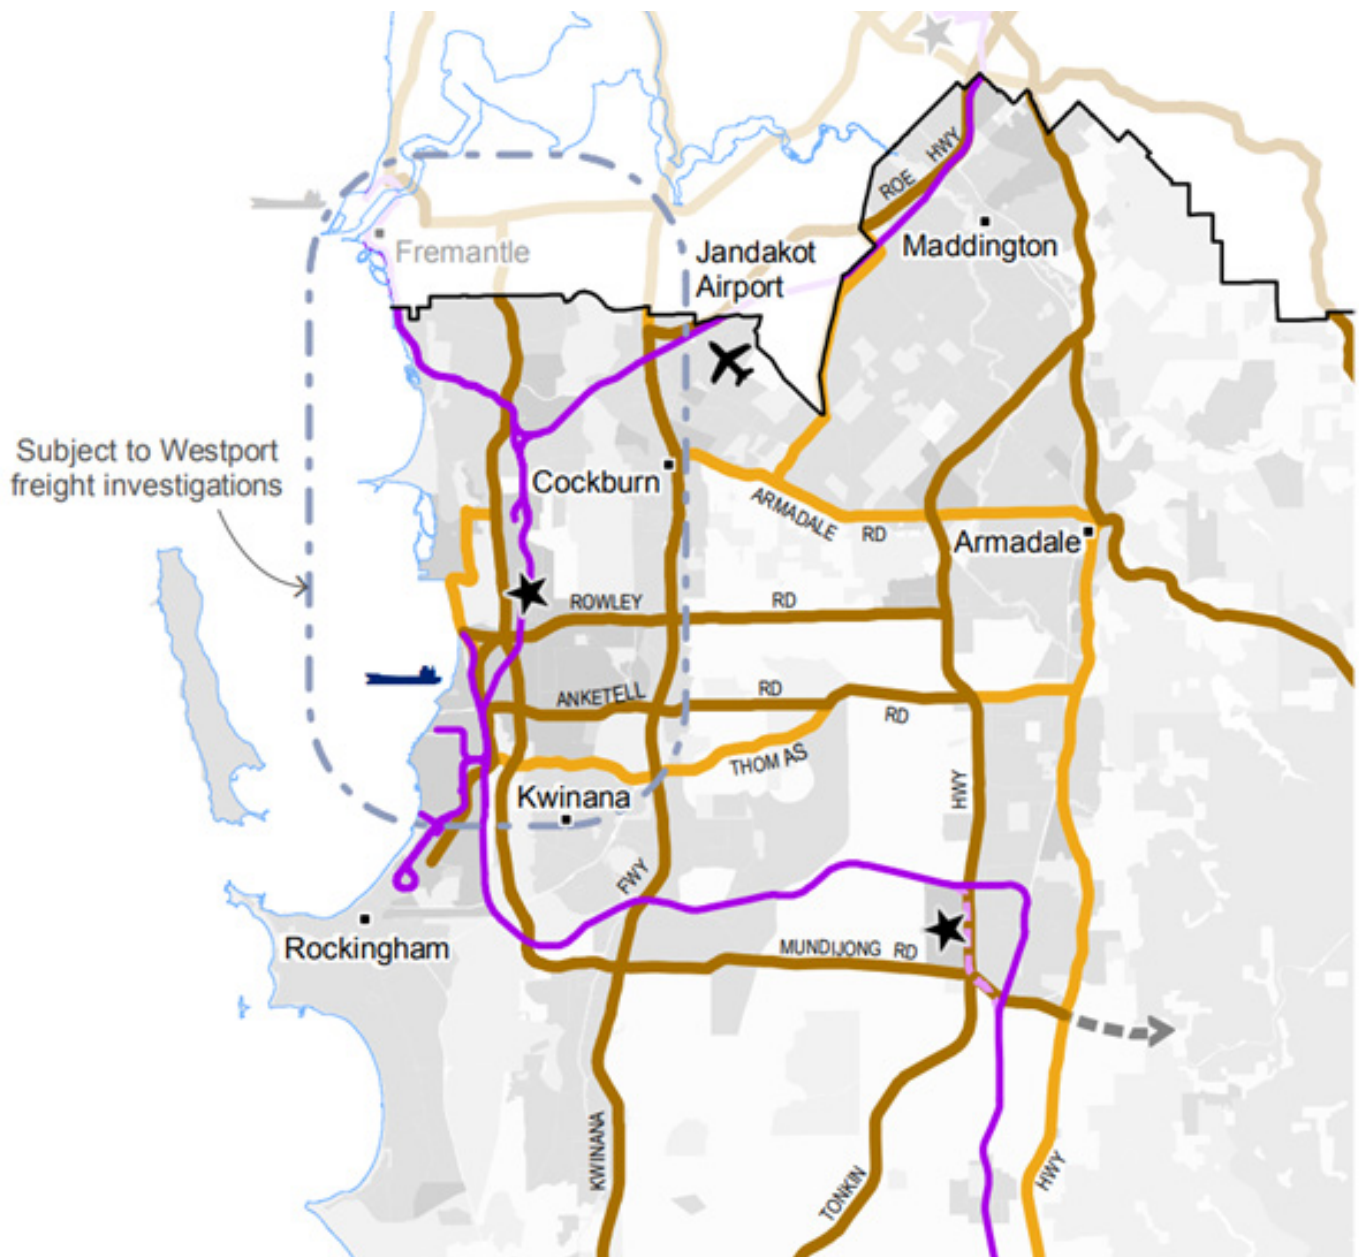 ROE HWY
Maddington
Fremantle
Jandakot
Airport
Subject to Westport
freight investigations
Cockburn
ARMADALE RD
Armadale
ROWLEY RD
ANKETELL RD
RD
THOMAS
HWY
Kwinana
FWY
Rockingham
MUNDIJONG RD
KWINANA
TONKIN
HWY